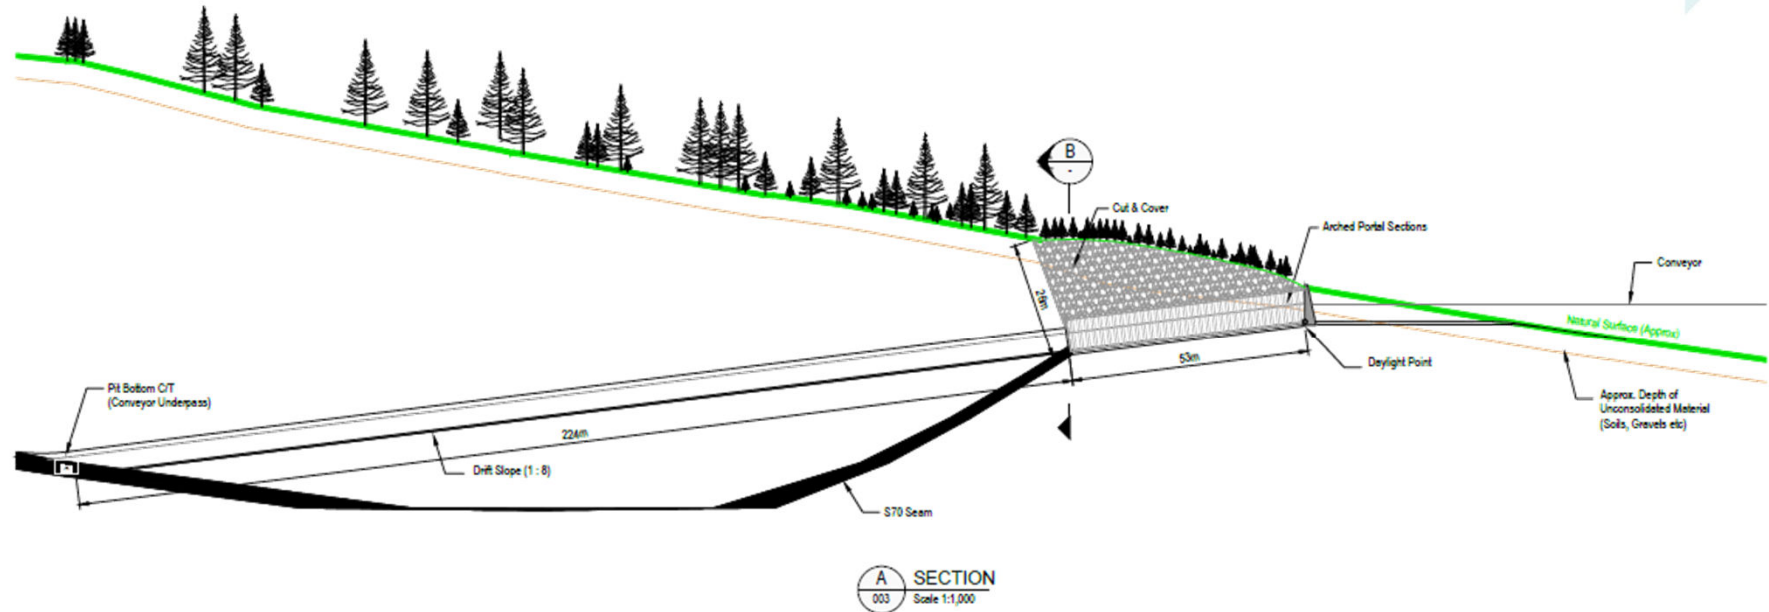 B
-
Cut & Cover
Arched Portal Sections
Conveyor
26m
Natural Surface (Approx)
53m
Daylight Point
Pit Bottom C/T
(Conveyor Underpass)
Approx. Depth of
Unconsolidated Material
(Soils, Gravels etc)
224m
Drift Slope (1 : 8)
S70 Seam
A
003
SECTION
Scale 1:1,000